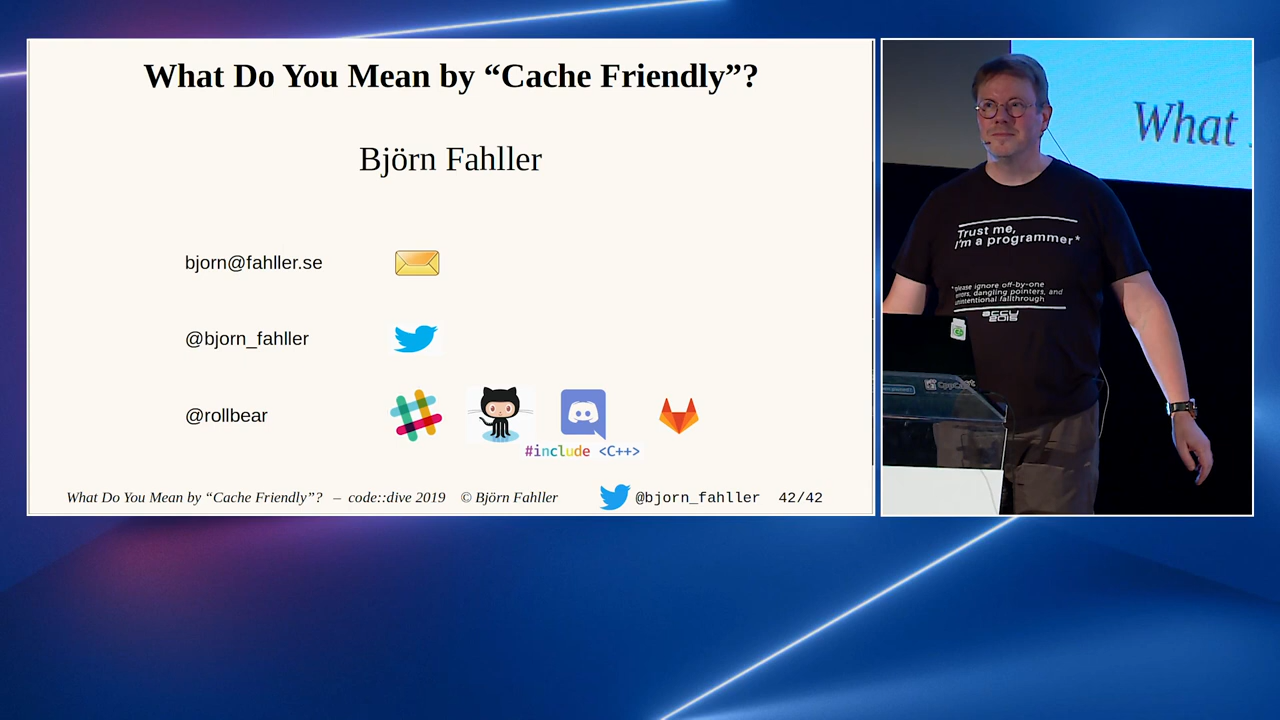 What Do You Mean by “Cache Friendly”?
Björn Fahller
bjorn@fahller.se
@bjorn_fahller
@rollbear
#include <C++>
What Do You Mean by “Cache Friendly”? – code::dive 2019 © Björn Fahller @bjorn_fahller 42/42
What
Trust me,
I'm a programmer*
*please ignore off-by-one
errors, dangling pointers, and
unintentional fallthrough
accu
2016